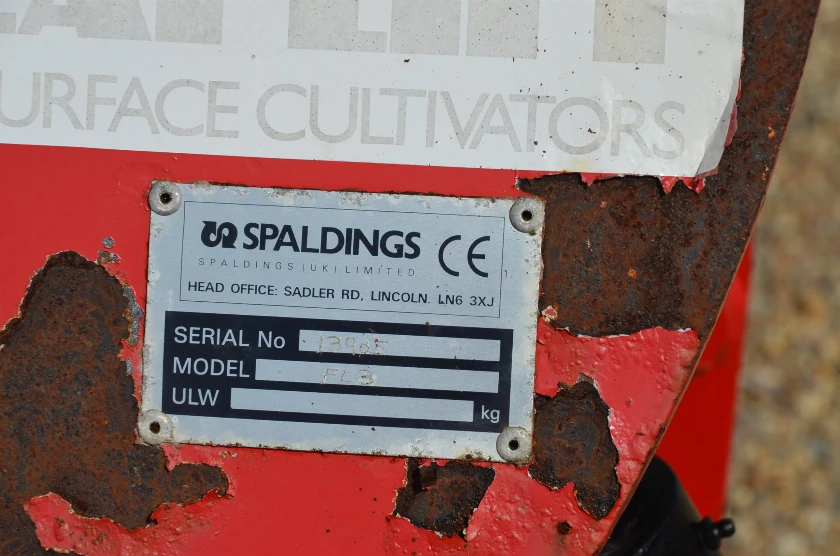 URFACE CULTIVATORS
SPALDINGS CE
SPALDINGS (UK) LIMITED
HEAD OFFICE: SADLER RD, LINCOLN. LN6 3XJ
SERIAL No
MODEL FL3
ULW kg